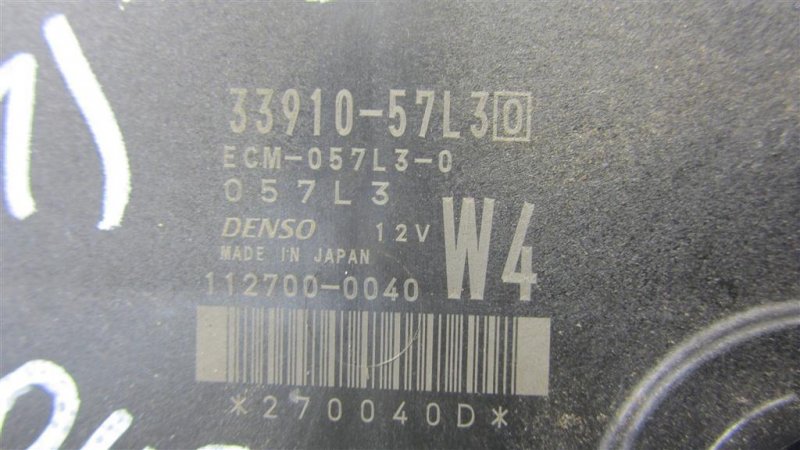 33910-57L30
ECM-057L3-0
057L3
DENSO 12V W4
MADE IN JAPAN
112700-0040
*270040D*